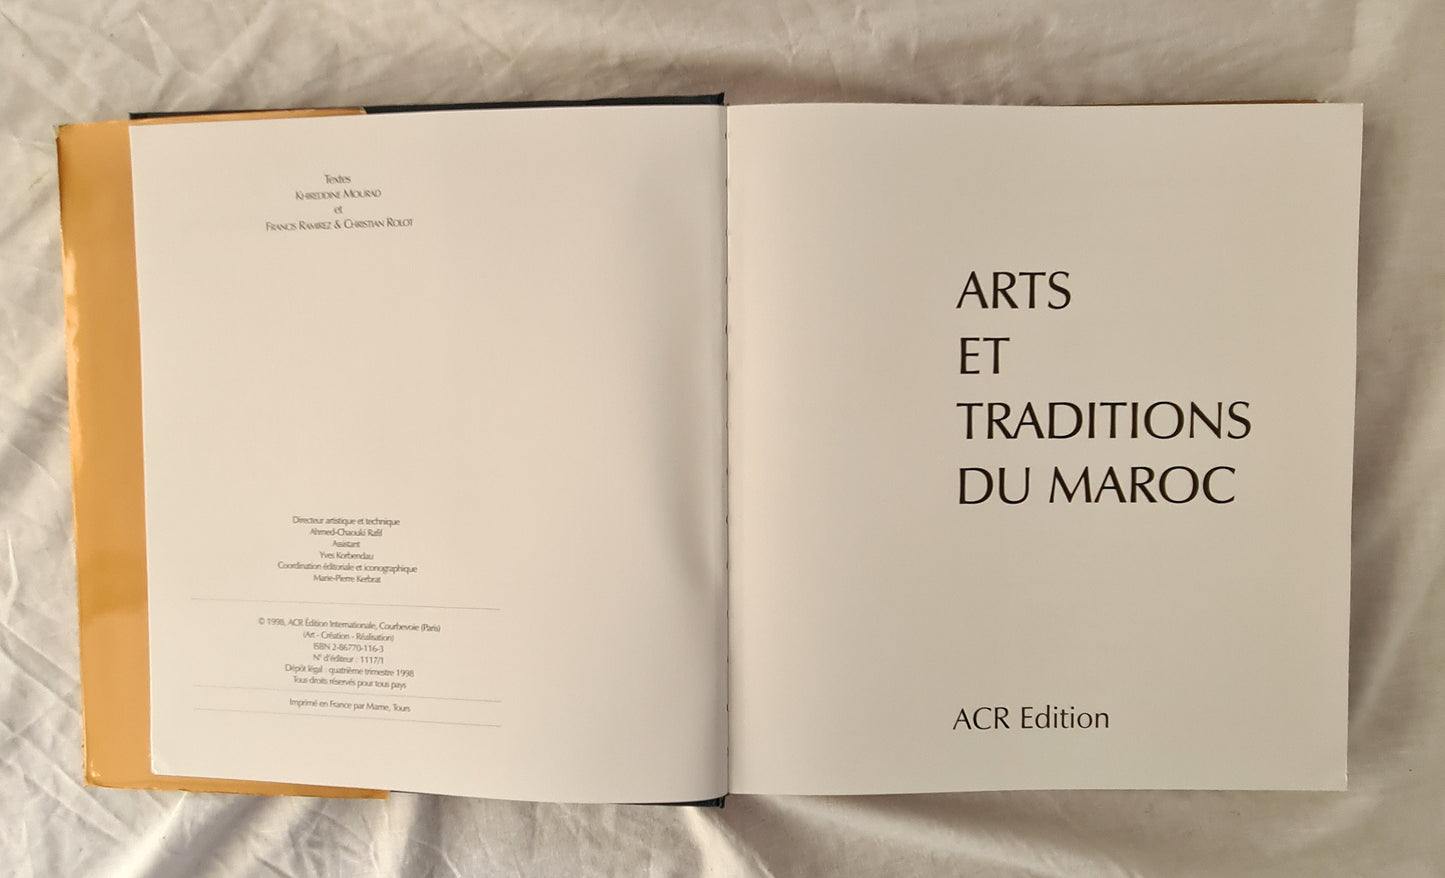 Textes
KHIREDDINE MOURAD
et
FRANCIS RAMIREZ & CHRISTIAN ROLOT
Directeur artistique et technique
Ahmed-Chaouki Rafif
Assistant
Yves Korbendau
Coordination éditoriale et iconographique
Marie-Pierre Kerbrat
© 1998, ACR Édition Internationale, Courbevoie (Paris)
(Art - Création - Réalisation)
ISBN 2-86770-116-3
N° d'éditeur : 1117/1
Dépôt légal : quatrième trimestre 1998
Tous droits réservés pour tous pays
Imprimé en France par Mame, Tours
ARTS
ET
TRADITIONS
DU MAROC
ACR Edition